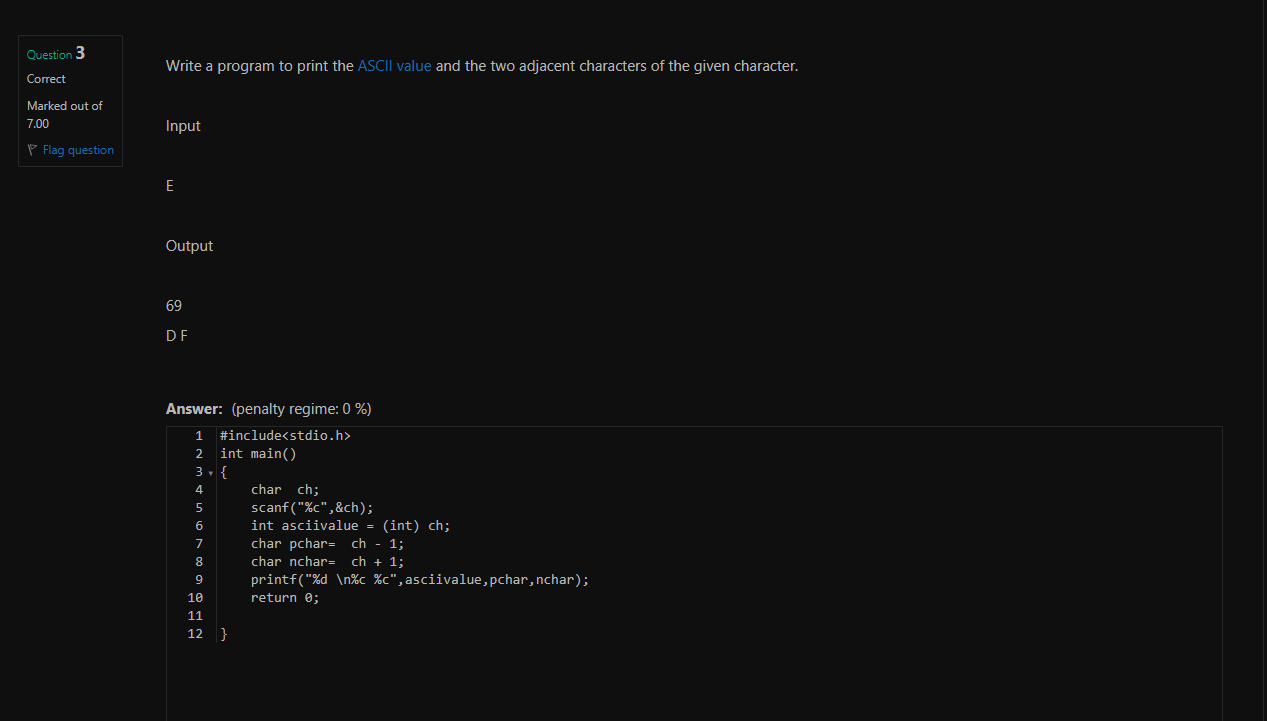 Question 3
Correct
Marked out of
7.00
Flag question
Write a program to print the ASCII value and the two adjacent characters of the given character.
Input
E
Output
69
D F
Answer: (penalty regime: 0 %)
1 #include<stdio.h>
2 int main()
3 {
4     char  ch;
5     scanf("%c",&ch);
6     int asciivalue = (int) ch;
7     char pchar=  ch - 1;
8     char nchar=  ch + 1;
9     printf("%d \n%c %c",asciivalue,pchar,nchar);
10     return 0;
11
12 }